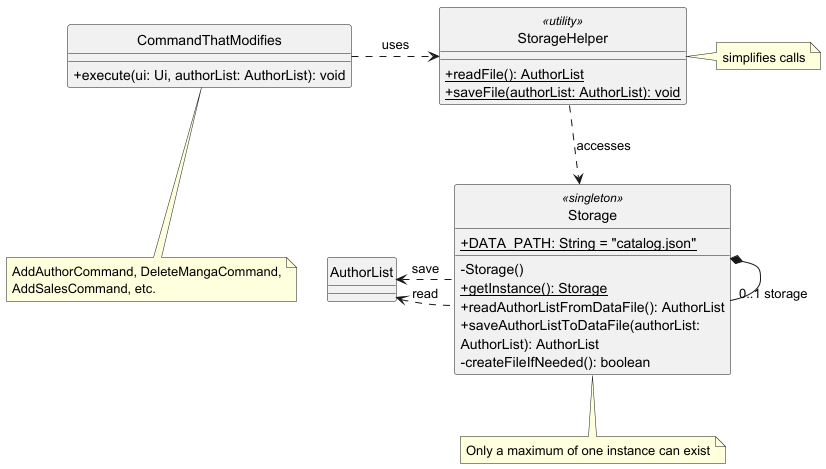 CommandThatModifies
+execute(ui: Ui, authorList: AuthorList): void
uses
«utility»
StorageHelper
+readFile(): AuthorList
+saveFile(authorList: AuthorList): void
simplifies calls
accesses
AddAuthorCommand, DeleteMangaCommand,
AddSalesCommand, etc.
AuthorList
save
read
«singleton»
Storage
+DATA_PATH: String = "catalog.json"
-Storage()
+getInstance(): Storage
+readAuthorListFromDataFile(): AuthorList
+saveAuthorListToDataFile(authorList:
AuthorList): AuthorList
-createFileIfNeeded(): boolean
0..1 storage
Only a maximum of one instance can exist